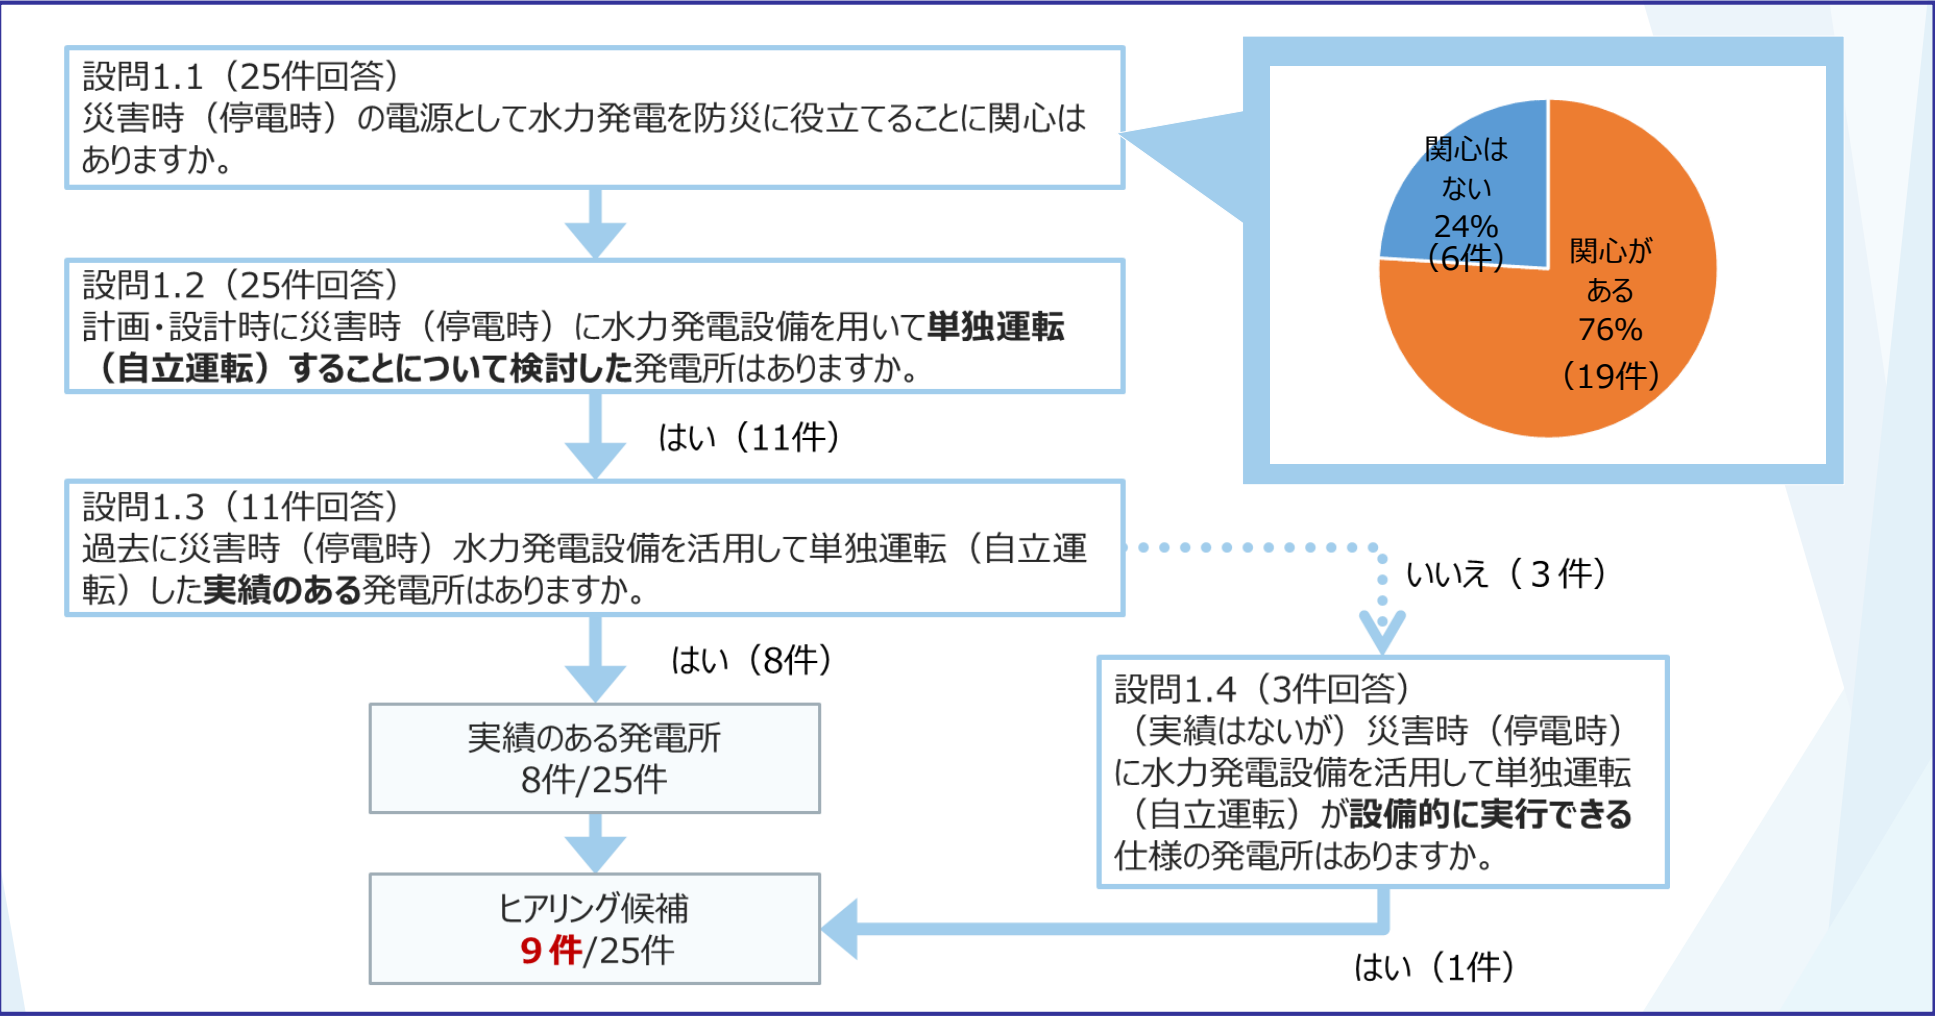 設問1.1（25件回答）
災害時（停電時）の電源として水力発電を防災に役立てることに関心は
ありますか。
関心は
ない
24%
（6件）
関心が
ある
76%
（19件）
設問1.2（25件回答）
計画・設計時に災害時（停電時）に水力発電設備を用いて単独運転
（自立運転）することについて検討した発電所はありますか。
はい（11件）
設問1.3（11件回答）
過去に災害時（停電時）水力発電設備を活用して単独運転（自立運
転）した実績のある発電所はありますか。
いいえ（３件）
はい（8件）
設問1.4（3件回答）
（実績はないが）災害時（停電時）
に水力発電設備を活用して単独運転
（自立運転）が設備的に実行できる
仕様の発電所はありますか。
実績のある発電所
8件/25件
ヒアリング候補
９件/25件
はい（1件）